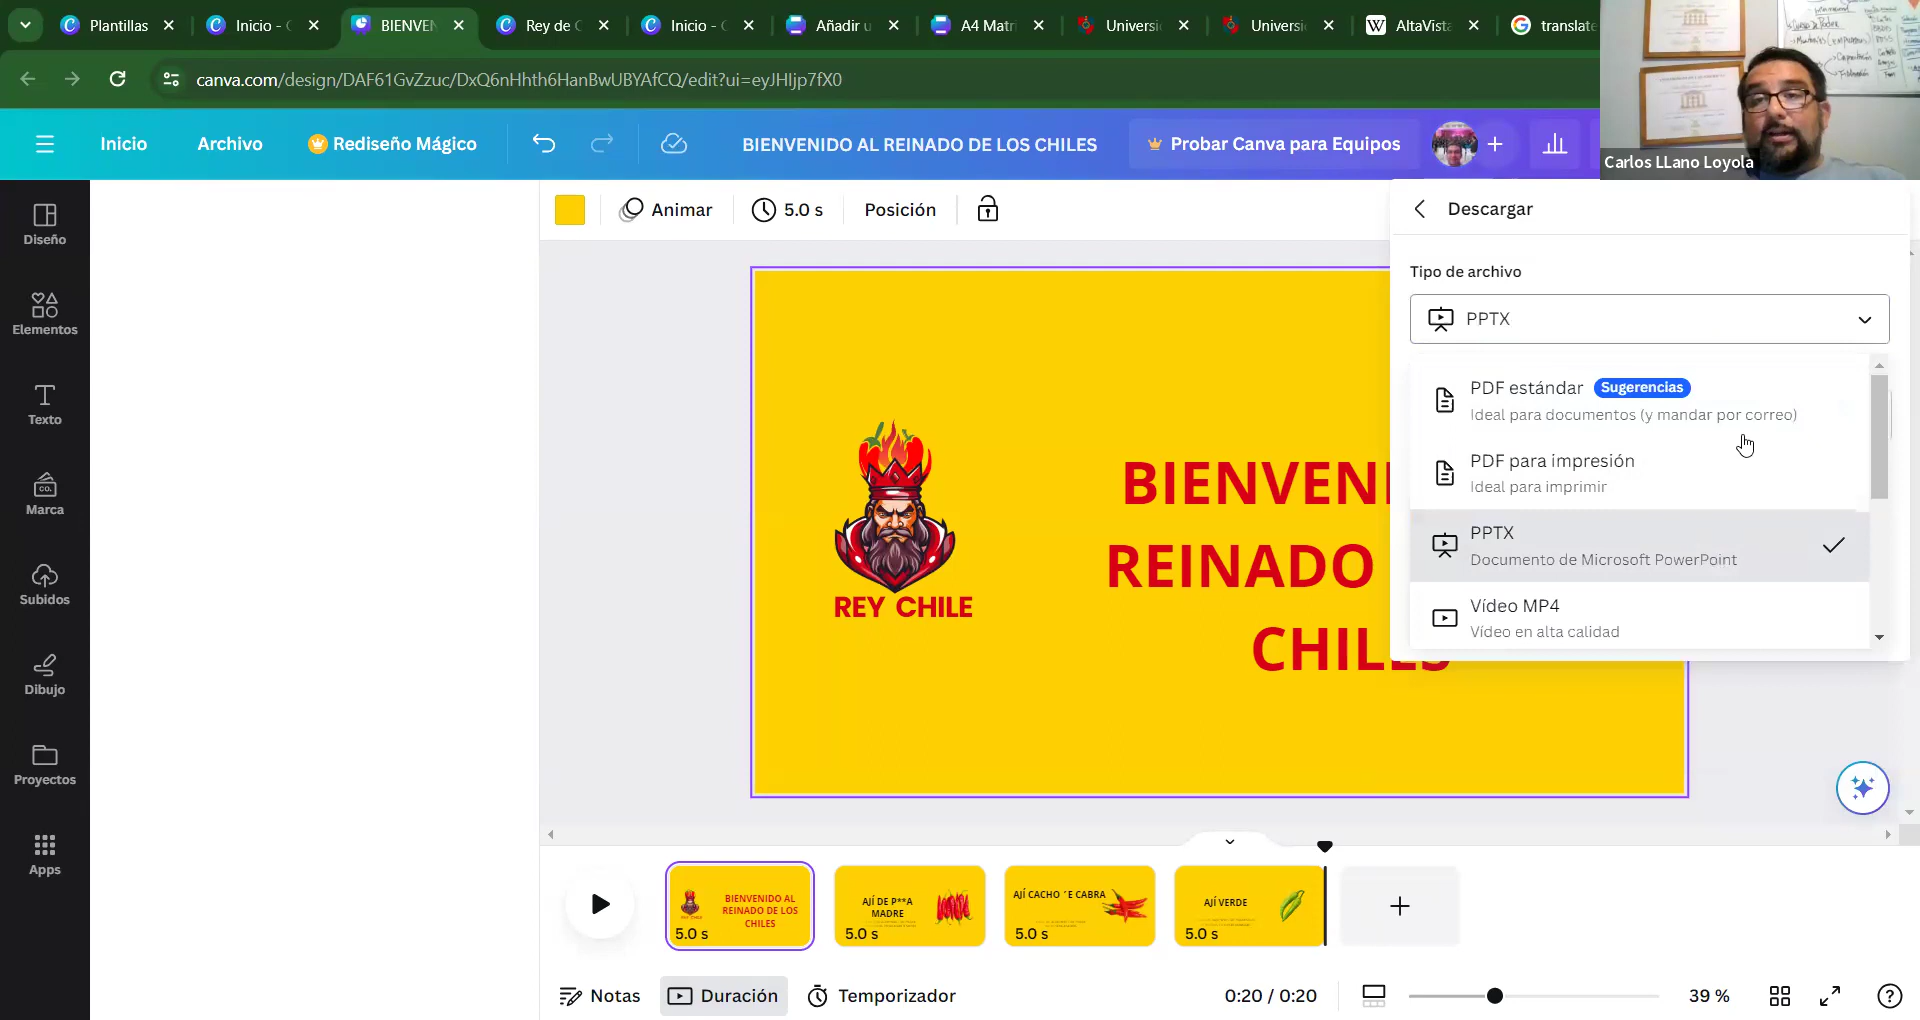 Plantillas
Inicio -
BIENVEN
Rey de C
Inicio -
Añadir u
A4 Matri
Universi
Universi
AltaVista
translate
canva.com/design/DAF61GvZzuc/DxQ6nHhth6HanBwUBYAfCQ/edit?ui=eyJHIjp7fX0
Inicio
Archivo
Rediseño Mágico
BIENVENIDO AL REINADO DE LOS CHILES
Probar Canva para Equipos
Carlos LLano Loyola
Diseño
Elementos
Texto
Marca
Subidos
Dibujo
Proyectos
Apps
Animar
5.0 s
Posición
Descargar
Tipo de archivo
PPTX
PDF estándar Sugerencias
Ideal para documentos (y mandar por correo)
PDF para impresión
Ideal para imprimir
PPTX
Documento de Microsoft PowerPoint
Vídeo MP4
Vídeo en alta calidad
REY CHILE
BIENVENI
REINADO
CHILES
BIENVENIDO AL
REINADO DE LOS
CHILES
5.0 s
AJÍ DE P**A
MADRE
5.0 s
AJÍ CACHO ´E CABRA
5.0 s
AJÍ VERDE
5.0 s
Notas
Duración
Temporizador
0:20 / 0:20
39 %